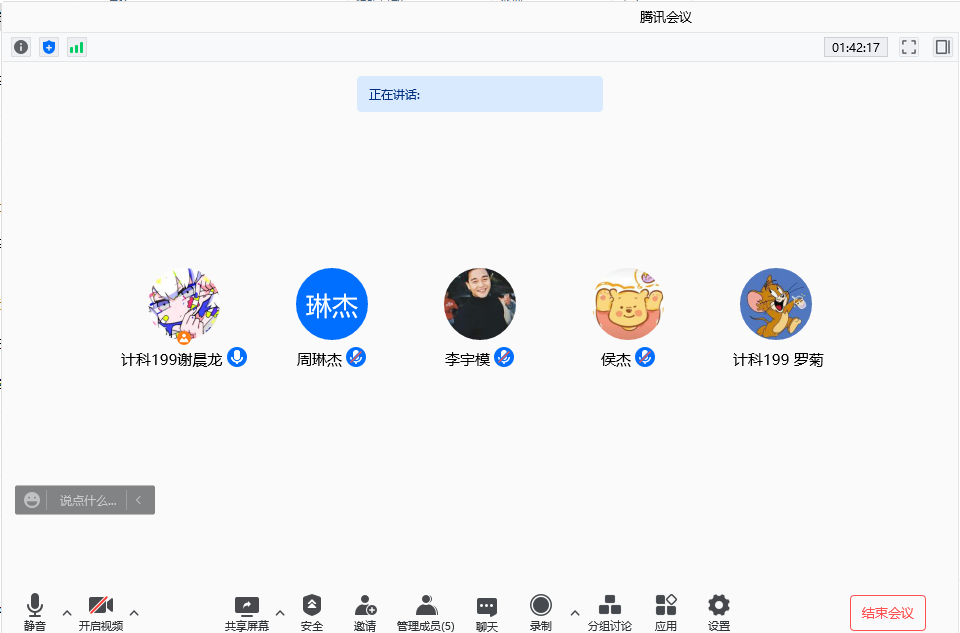 腾讯会议
01:42:17
正在讲话:
琳杰
计科199谢晨龙
周琳杰
李宇模
侯杰
计科199 罗菊
说点什么...
静音
开启视频
共享屏幕
安全
邀请
管理成员(5)
聊天
录制
分组讨论
应用
设置
结束会议